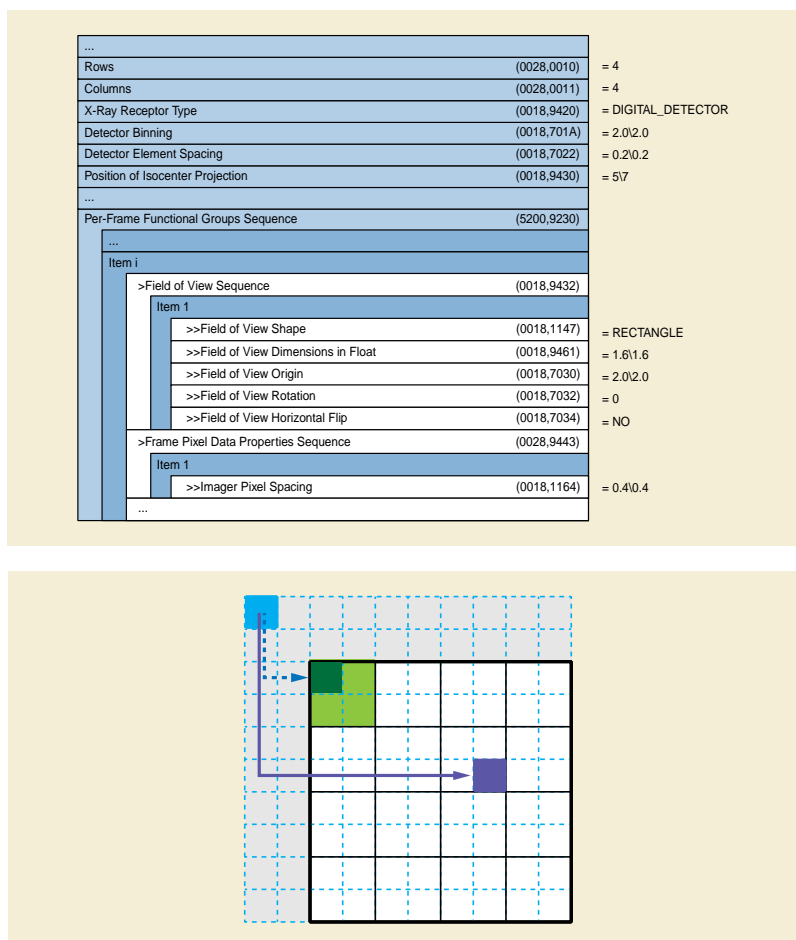 ...
Rows (0028,0010) = 4
Columns (0028,0011) = 4
X-Ray Receptor Type (0018,9420) = DIGITAL_DETECTOR
Detector Binning (0018,701A) = 2.0\2.0
Detector Element Spacing (0018,7022) = 0.2\0.2
Position of Isocenter Projection (0018,9430) = 5\7
...
Per-Frame Functional Groups Sequence (5200,9230)
...
Item i
>Field of View Sequence (0018,9432)
Item 1
>>Field of View Shape (0018,1147) = RECTANGLE
>>Field of View Dimensions in Float (0018,9461) = 1.6\1.6
>>Field of View Origin (0018,7030) = 2.0\2.0
>>Field of View Rotation (0018,7032) = 0
>>Field of View Horizontal Flip (0018,7034) = NO
>Frame Pixel Data Properties Sequence (0028,9443)
Item 1
>>Imager Pixel Spacing (0018,1164) = 0.4\0.4
...